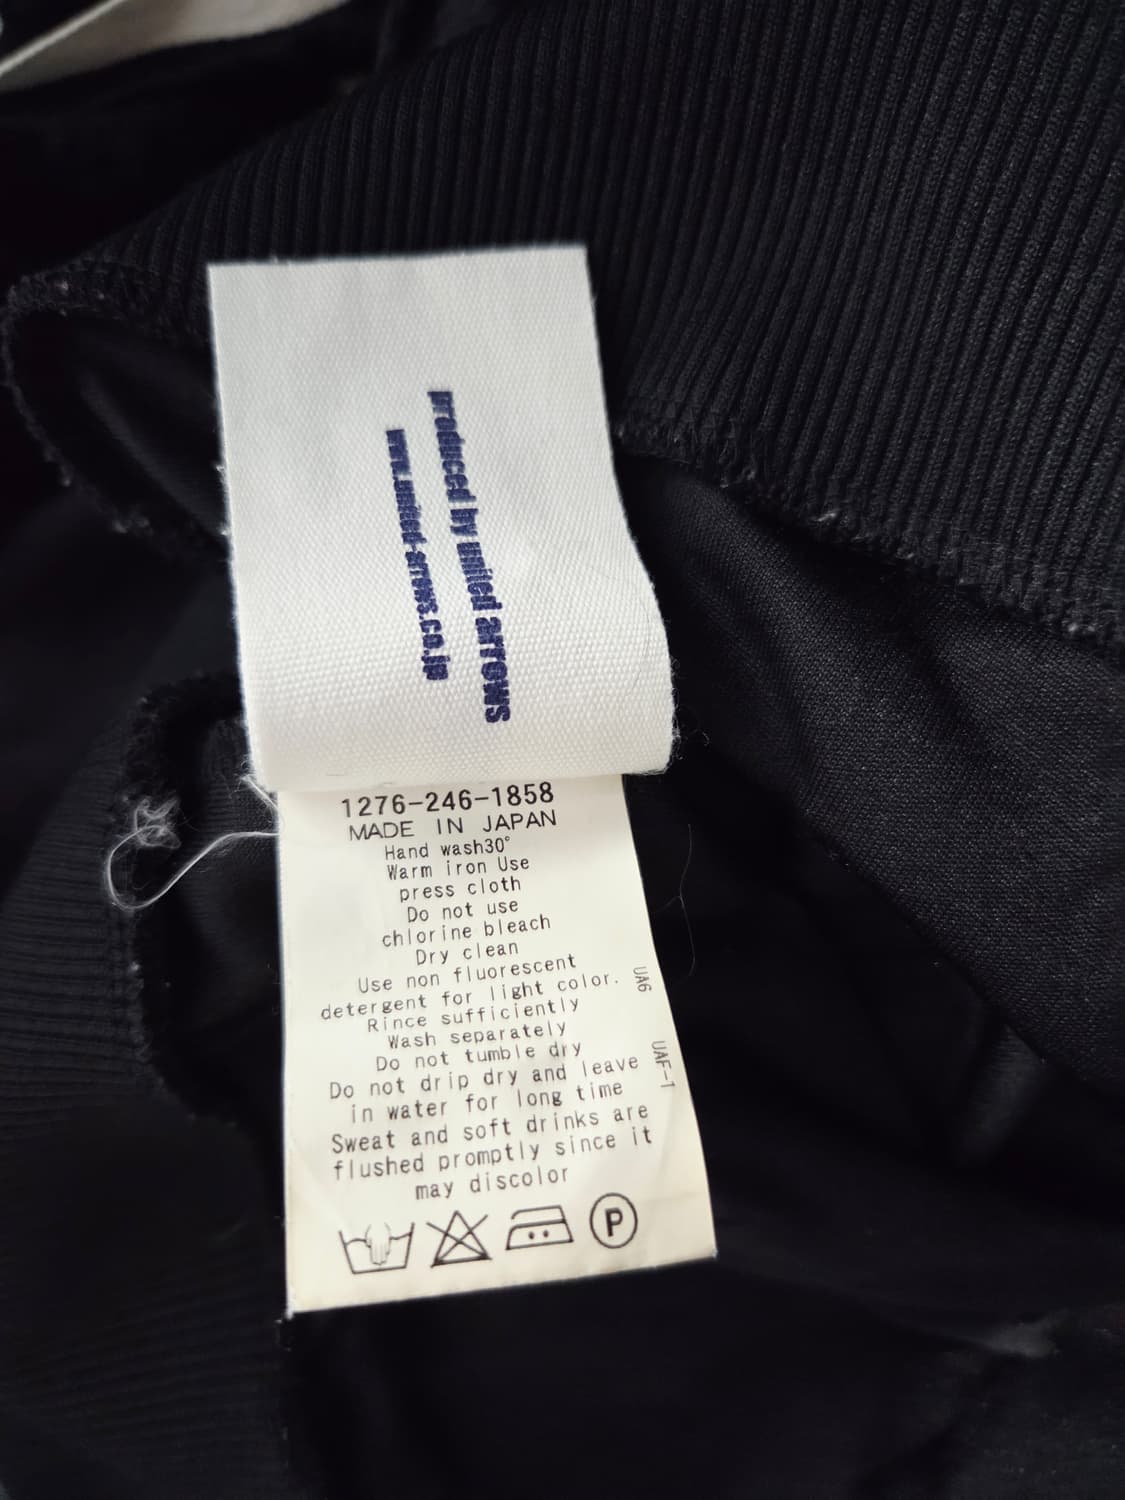 produced by united arrows
www.united-arrows.co.jp
1276-246-1858
MADE IN JAPAN
Hand wash30°
Warm iron Use
press cloth
Do not use
chlorine bleach
Dry clean
Use non fluorescent
detergent for light color.
Rince sufficiently
Wash separately
Do not tumble dry
Do not drip dry and leave
in water for long time
Sweat and soft drinks are
flushed promptly since it
may discolor
UA6
UAF-1
P